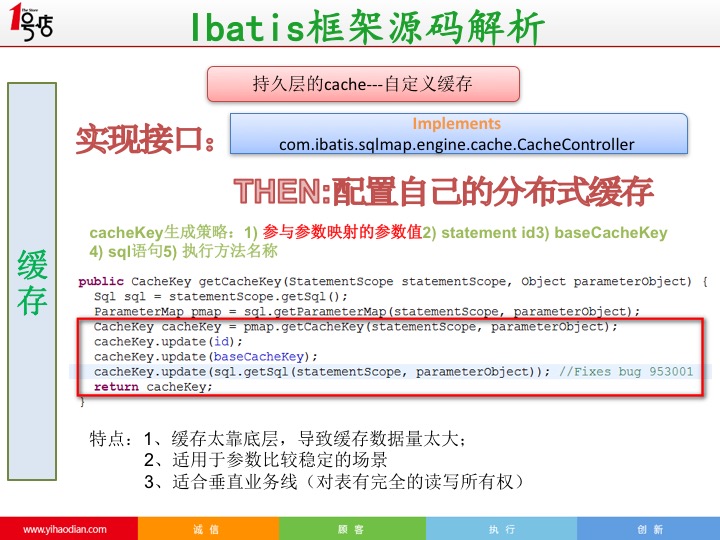 1号店
The Store
Ibatis框架源码解析
持久层的cache---自定义缓存
实现接口：
Implements
com.ibatis.sqlmap.engine.cache.CacheController
THEN:配置自己的分布式缓存
缓存
cacheKey生成策略：1) 参与参数映射的参数值2) statement id3) baseCacheKey
4) sql语句5) 执行方法名称
public CacheKey getCacheKey(StatementScope statementScope, Object parameterObject) {
Sql sql = statementScope.getSql();
ParameterMap pmap = sql.getParameterMap(statementScope, parameterObject);
CacheKey cacheKey = pmap.getCacheKey(statementScope, parameterObject);
cacheKey.update(id);
cacheKey.update(baseCacheKey);
cacheKey.update(sql.getSql(statementScope, parameterObject)); //Fixes bug 953001
return cacheKey;
}
特点：1、缓存太靠底层，导致缓存数据量太大；
2、适用于参数比较稳定的场景
3、适合垂直业务线（对表有完全的读写所有权）
www.yihaodian.com 诚 信 顾 客 执 行 创 新